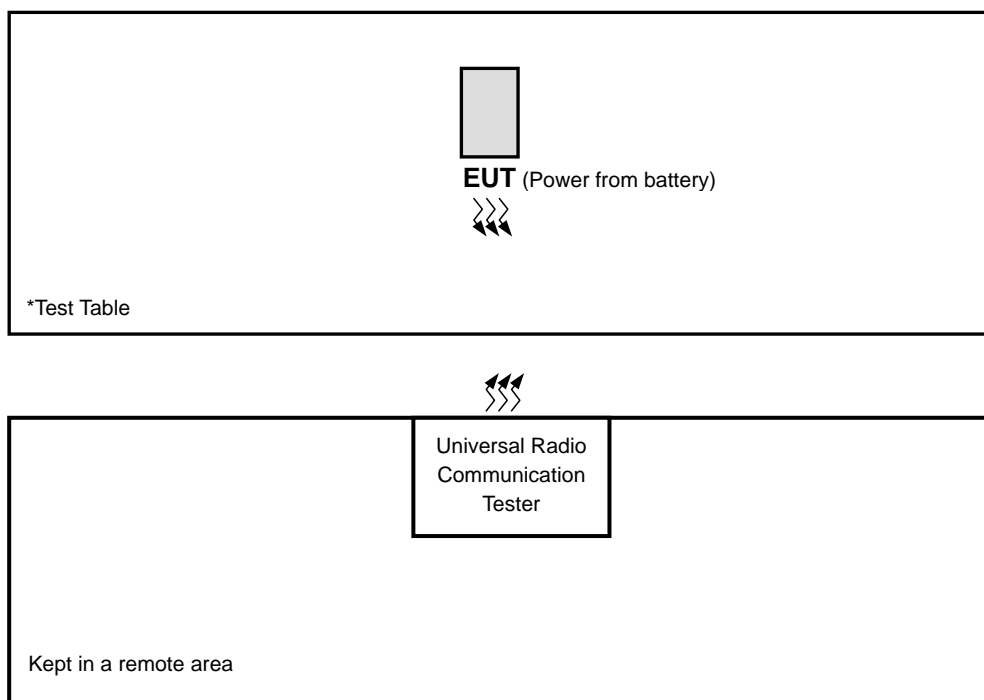 EUT (Power from battery)
*Test Table
Universal Radio
Communication
Tester
Kept in a remote area